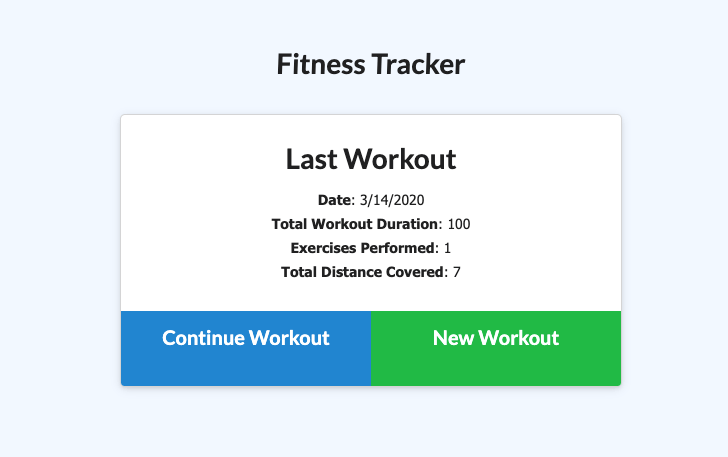 Fitness Tracker
Last Workout
Date: 3/14/2020
Total Workout Duration: 100
Exercises Performed: 1
Total Distance Covered: 7
Continue Workout
New Workout